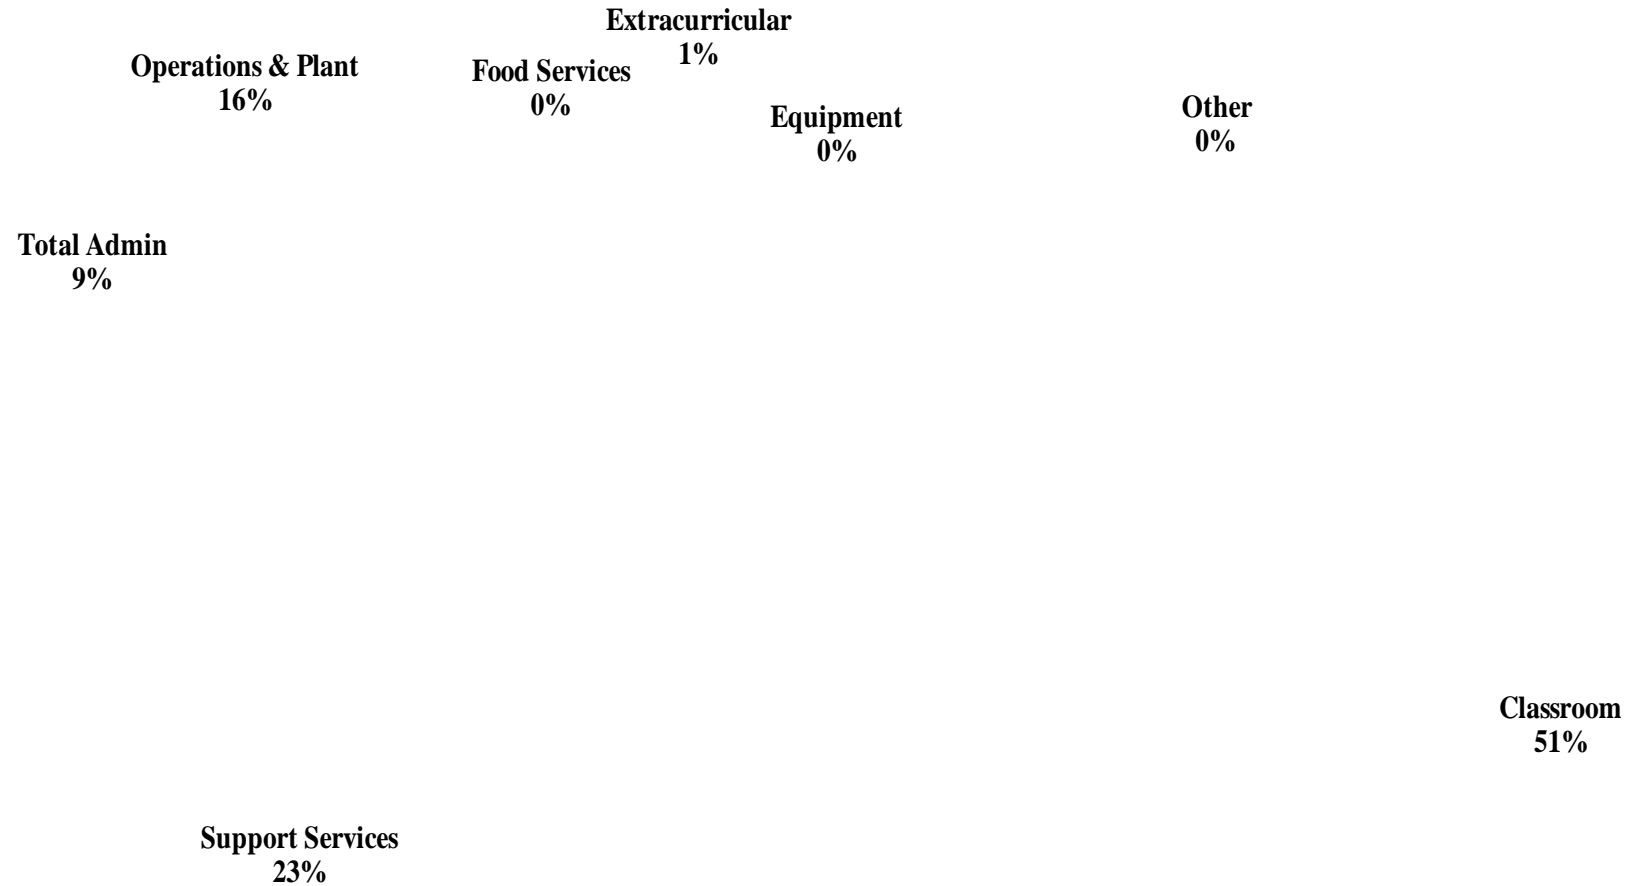 Extracurricular
1%
Operations & Plant
16%
Food Services
0%
Equipment
0%
Other
0%
Total Admin
9%
Classroom
51%
Support Services
23%